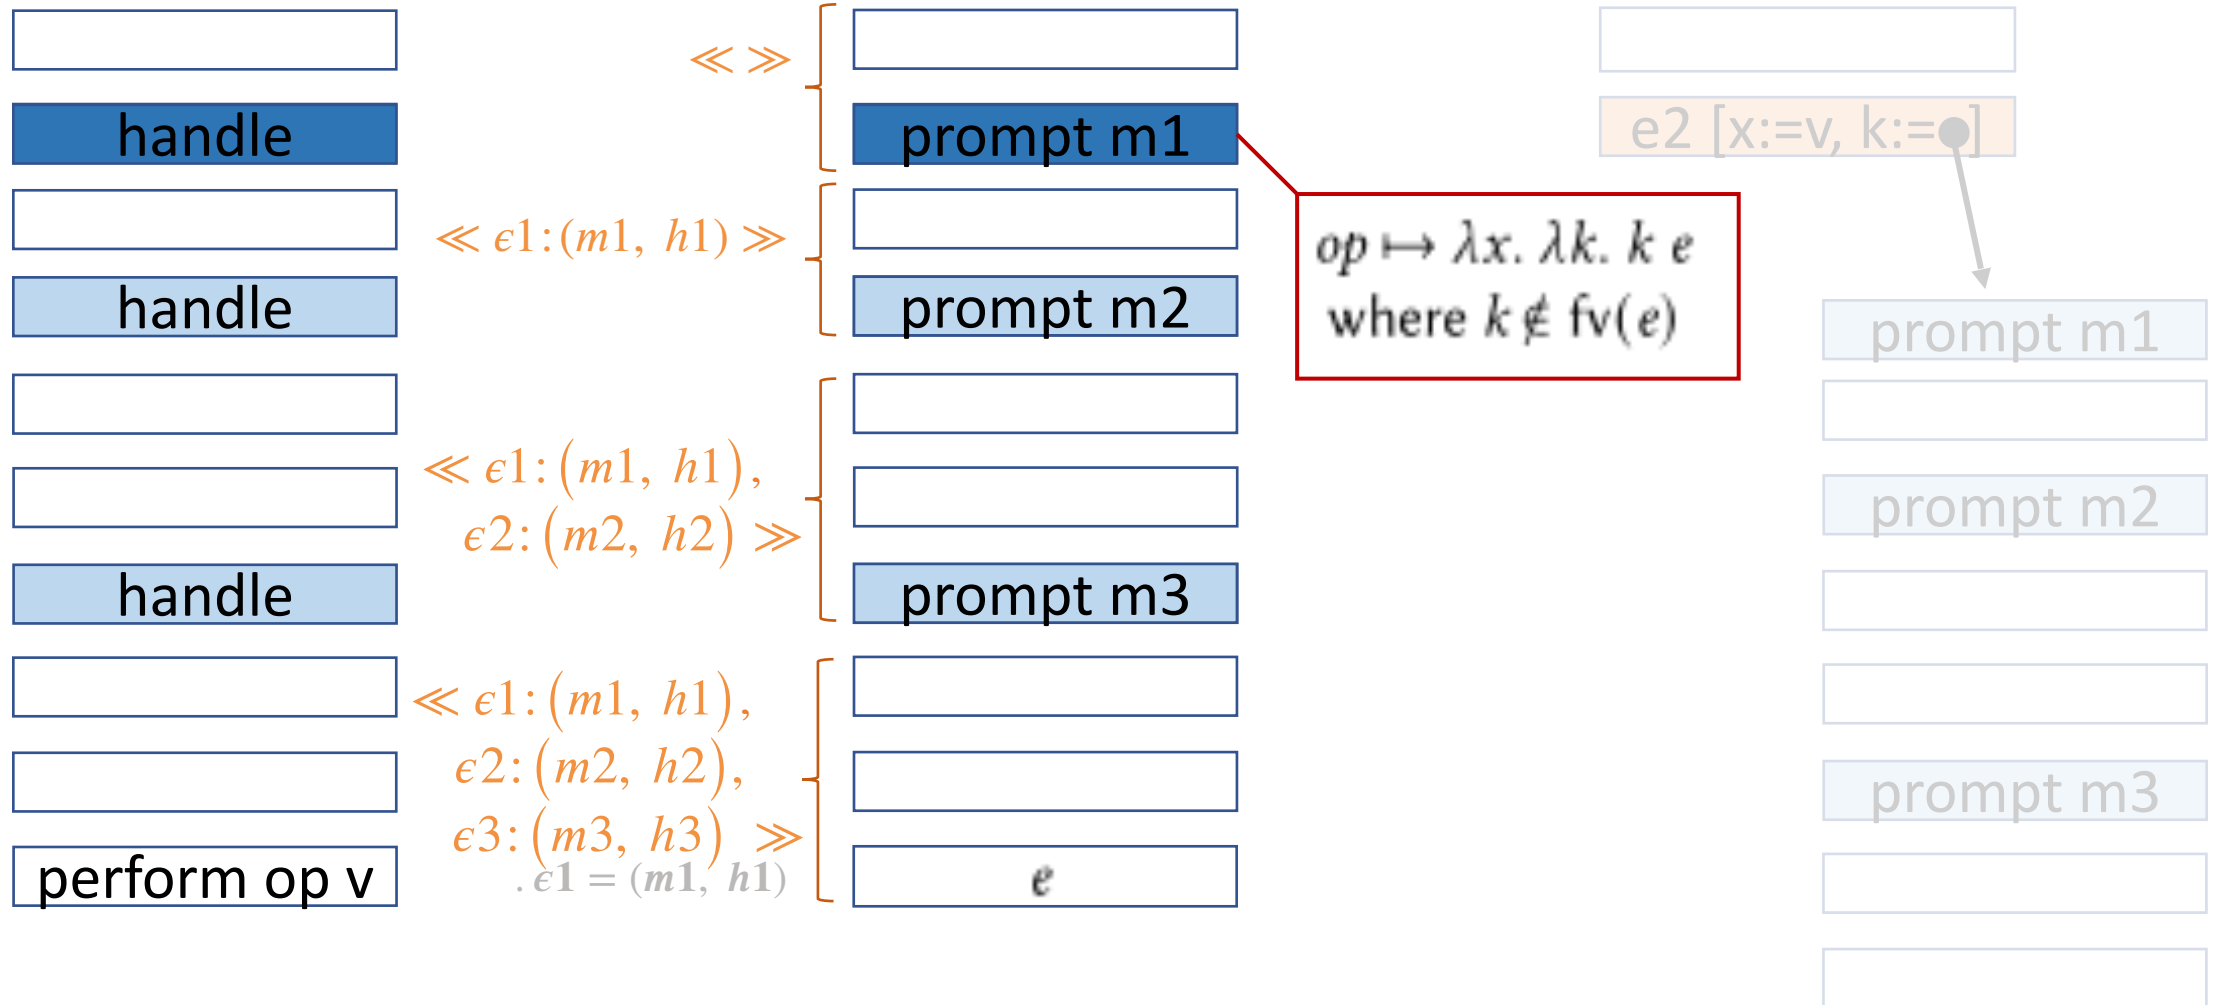 handle
handle
handle
perform op v
≪ ≫
≪ ϵ1:(m1, h1) ≫
≪ ϵ1:(m1, h1),
ϵ2:(m2, h2) ≫
≪ ϵ1:(m1, h1),
ϵ2:(m2, h2),
ϵ3:(m3, h3) ≫
. ϵ1 = (m1, h1)
prompt m1
prompt m2
prompt m3
e
op ↦ λx. λk. k e
where k ∉ fv(e)
e2 [x:=v, k:=●]
prompt m1
prompt m2
prompt m3